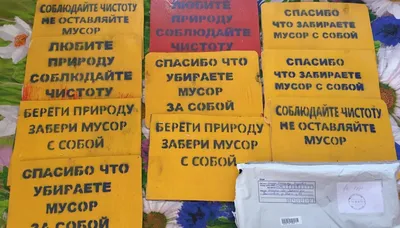 СОБЛЮДАЙТЕ ЧИСТОТУ
НЕ ОСТАВЛЯЙТЕ
МУСОР
ЛЮБИТЕ
ПРИРОДУ
СОБЛЮДАЙТЕ
ЧИСТОТУ
БЕРЕГИ ПРИРОДУ
ЗАБЕРИ МУСОР
С СОБОЙ
СПАСИБО ЧТО
УБИРАЕТЕ
МУСОР
ЗА СОБОЙ
ЛЮБИТЕ
ПРИРОДУ
СОБЛЮДАЙТЕ
ЧИСТОТУ
СПАСИБО ЧТО
УБИРАЕТЕ
МУСОР
ЗА СОБОЙ
БЕРЕГИ ПРИРОДУ
ЗАБЕРИ МУСОР
С СОБОЙ
СПАСИБО
ЧТО ЗАБИРАЕТЕ
МУСОР С СОБОЙ
СПАСИБО
ЧТО ЗАБИРАЕТЕ
МУСОР С СОБОЙ
СОБЛЮДАЙТЕ ЧИСТОТУ
НЕ ОСТАВЛЯЙТЕ
МУСОР